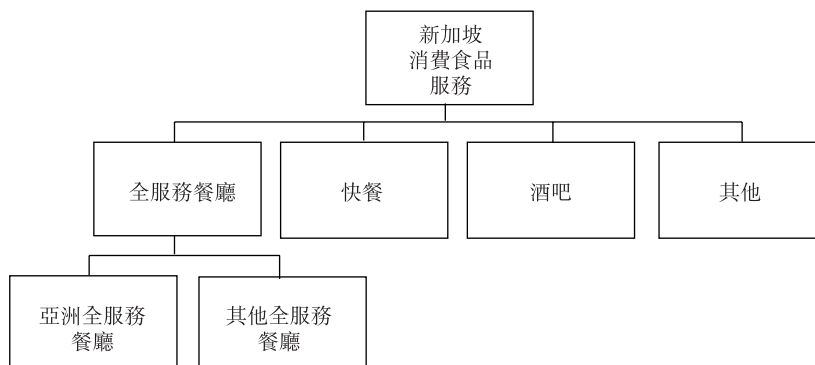 新加坡
消費食品
服務
全服務餐廳
快餐
酒吧
其他
亞洲全服務
餐廳
其他全服務
餐廳